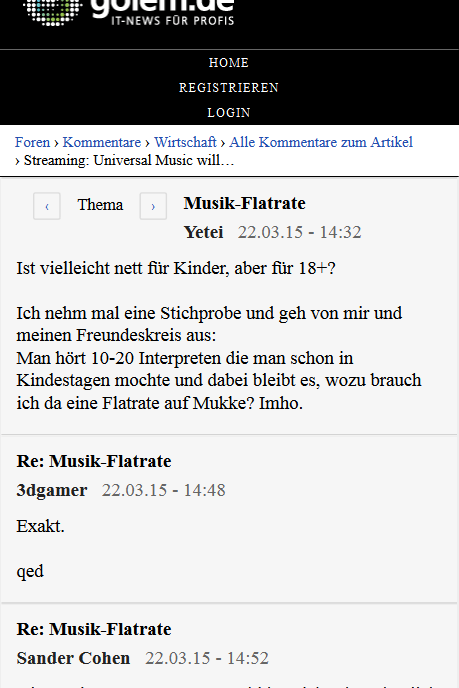 golem.de
IT-NEWS FÜR PROFIS
HOME
REGISTRIEREN
LOGIN
Foren › Kommentare › Wirtschaft › Alle Kommentare zum Artikel
› Streaming: Universal Music will…
‹ Thema › Musik-Flatrate
Yetei 22.03.15 - 14:32
Ist vielleicht nett für Kinder, aber für 18+?
Ich nehm mal eine Stichprobe und geh von mir und
meinen Freundeskreis aus:
Man hört 10-20 Interpreten die man schon in
Kindestagen mochte und dabei bleibt es, wozu brauch
ich da eine Flatrate auf Mukke? Imho.
Re: Musik-Flatrate
3dgamer 22.03.15 - 14:48
Exakt.
qed
Re: Musik-Flatrate
Sander Cohen 22.03.15 - 14:52